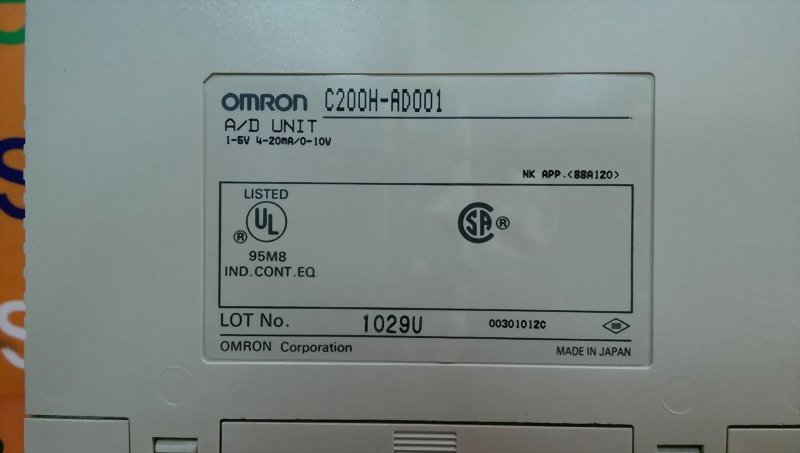 OMRON C200H-AD001
A/D UNIT
1-5V 4-20mA/0-10V
NK APP.<88A120>
LISTED
UL ®
95M8
IND.CONT.EQ
SA ®
LOT No. 1029U 00301012C
OMRON Corporation MADE IN JAPAN